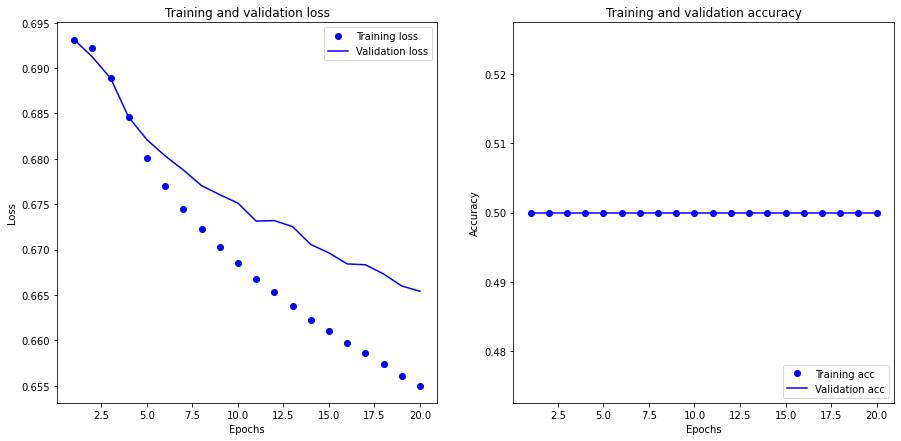 Training and validation loss
0.695
0.690
0.685
0.680
0.675
0.670
0.665
0.660
0.655
Loss
Training loss
Validation loss
2.5 5.0 7.5 10.0 12.5 15.0 17.5 20.0
Epochs
Training and validation accuracy
0.52
0.51
0.50
0.49
0.48
Accuracy
Training acc
Validation acc
2.5 5.0 7.5 10.0 12.5 15.0 17.5 20.0
Epochs